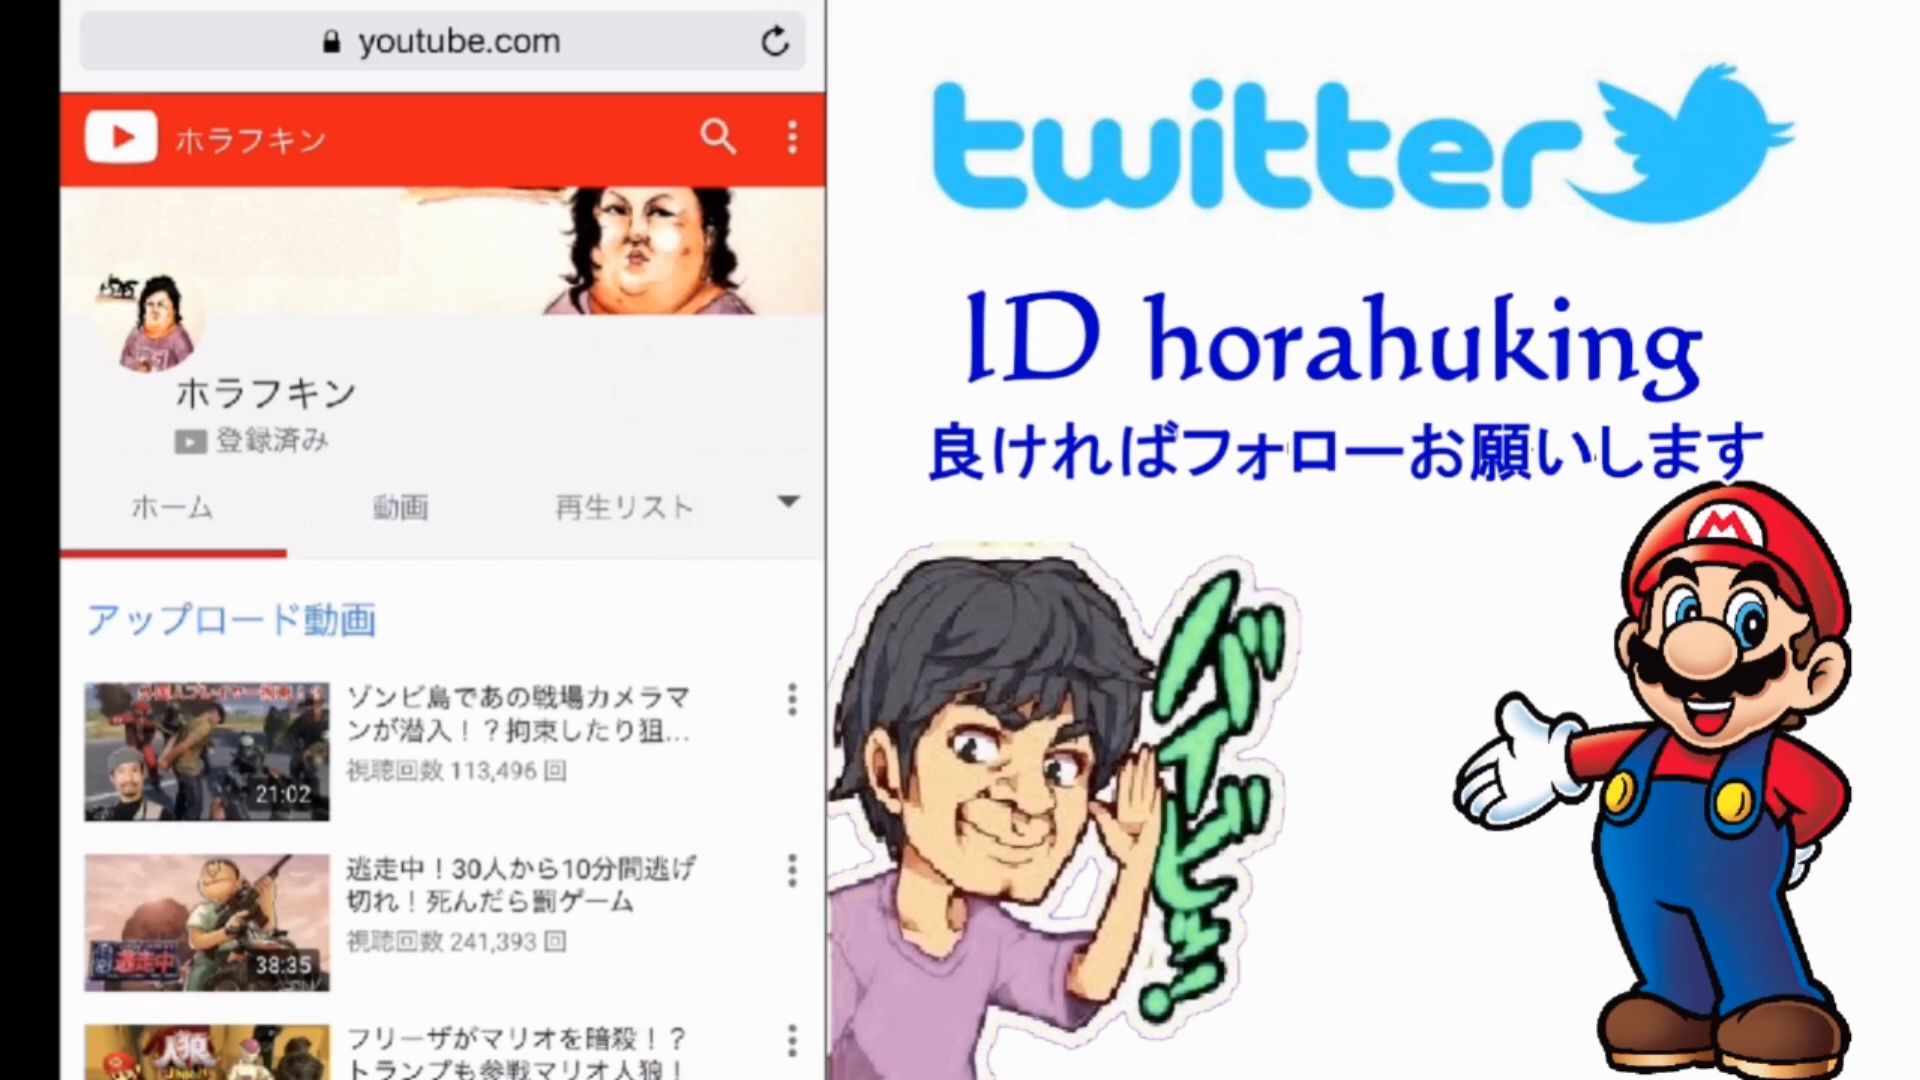 youtube.com
ホラフキン
ホラフキン
登録済み
ホーム
動画
再生リスト
アップロード動画
21:02
ゾンビ島であの戦場カメラマ
ンが潜入！？拘束したり狙...
視聴回数 113,496 回
逃走中
38:35
逃走中！30人から10分間逃げ
切れ！死んだら罰ゲーム
視聴回数 241,393 回
人狼
フリーザがマリオを暗殺！？
トランプも参戦マリオ人狼！
twitter
ID horahuking
良ければフォローお願いします
バイビー!
M